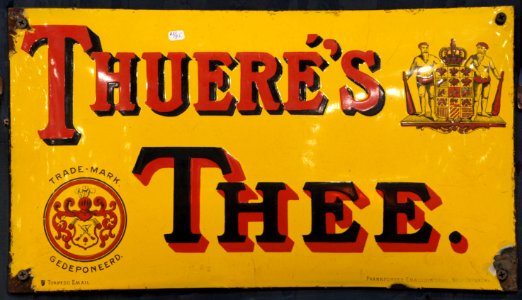 THUERÉ'S
THEE.
TRADE-MARK
GEDEPONEERD.